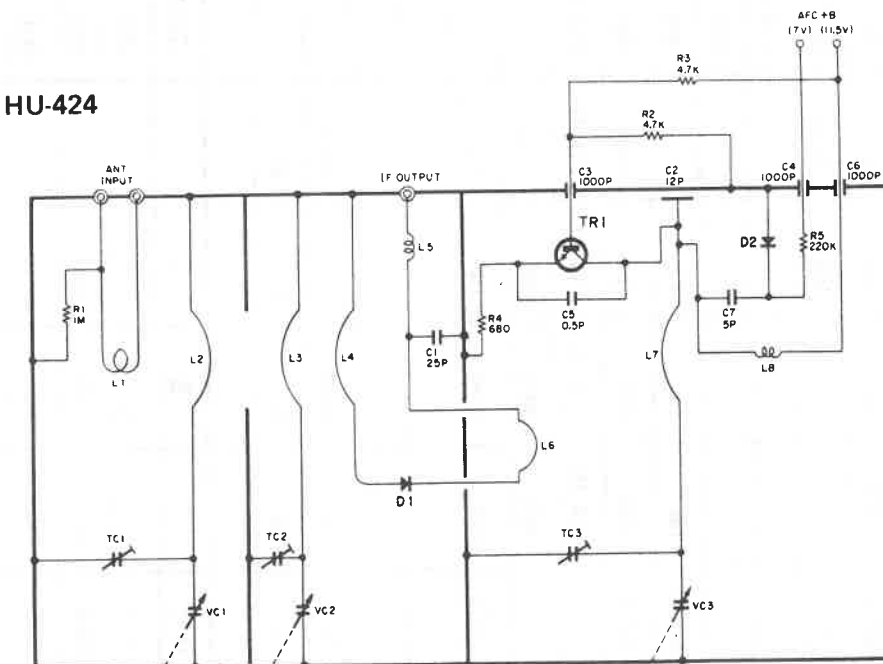 HU-424
AFC +B
(7V) (11.5V)
R3
4.7K
R2
4.7K
ANT
INPUT
IF OUTPUT
C3
1000P
C2
12P
C4
1000P
C6
1000P
TR1
L5
D2
R5
220K
R1
1M
L1
L2
L3
L4
C1
25P
R4
680
C5
0.5P
C7
5P
L7
L8
L6
D1
TC1
TC2
TC3
VC1
VC2
VC3